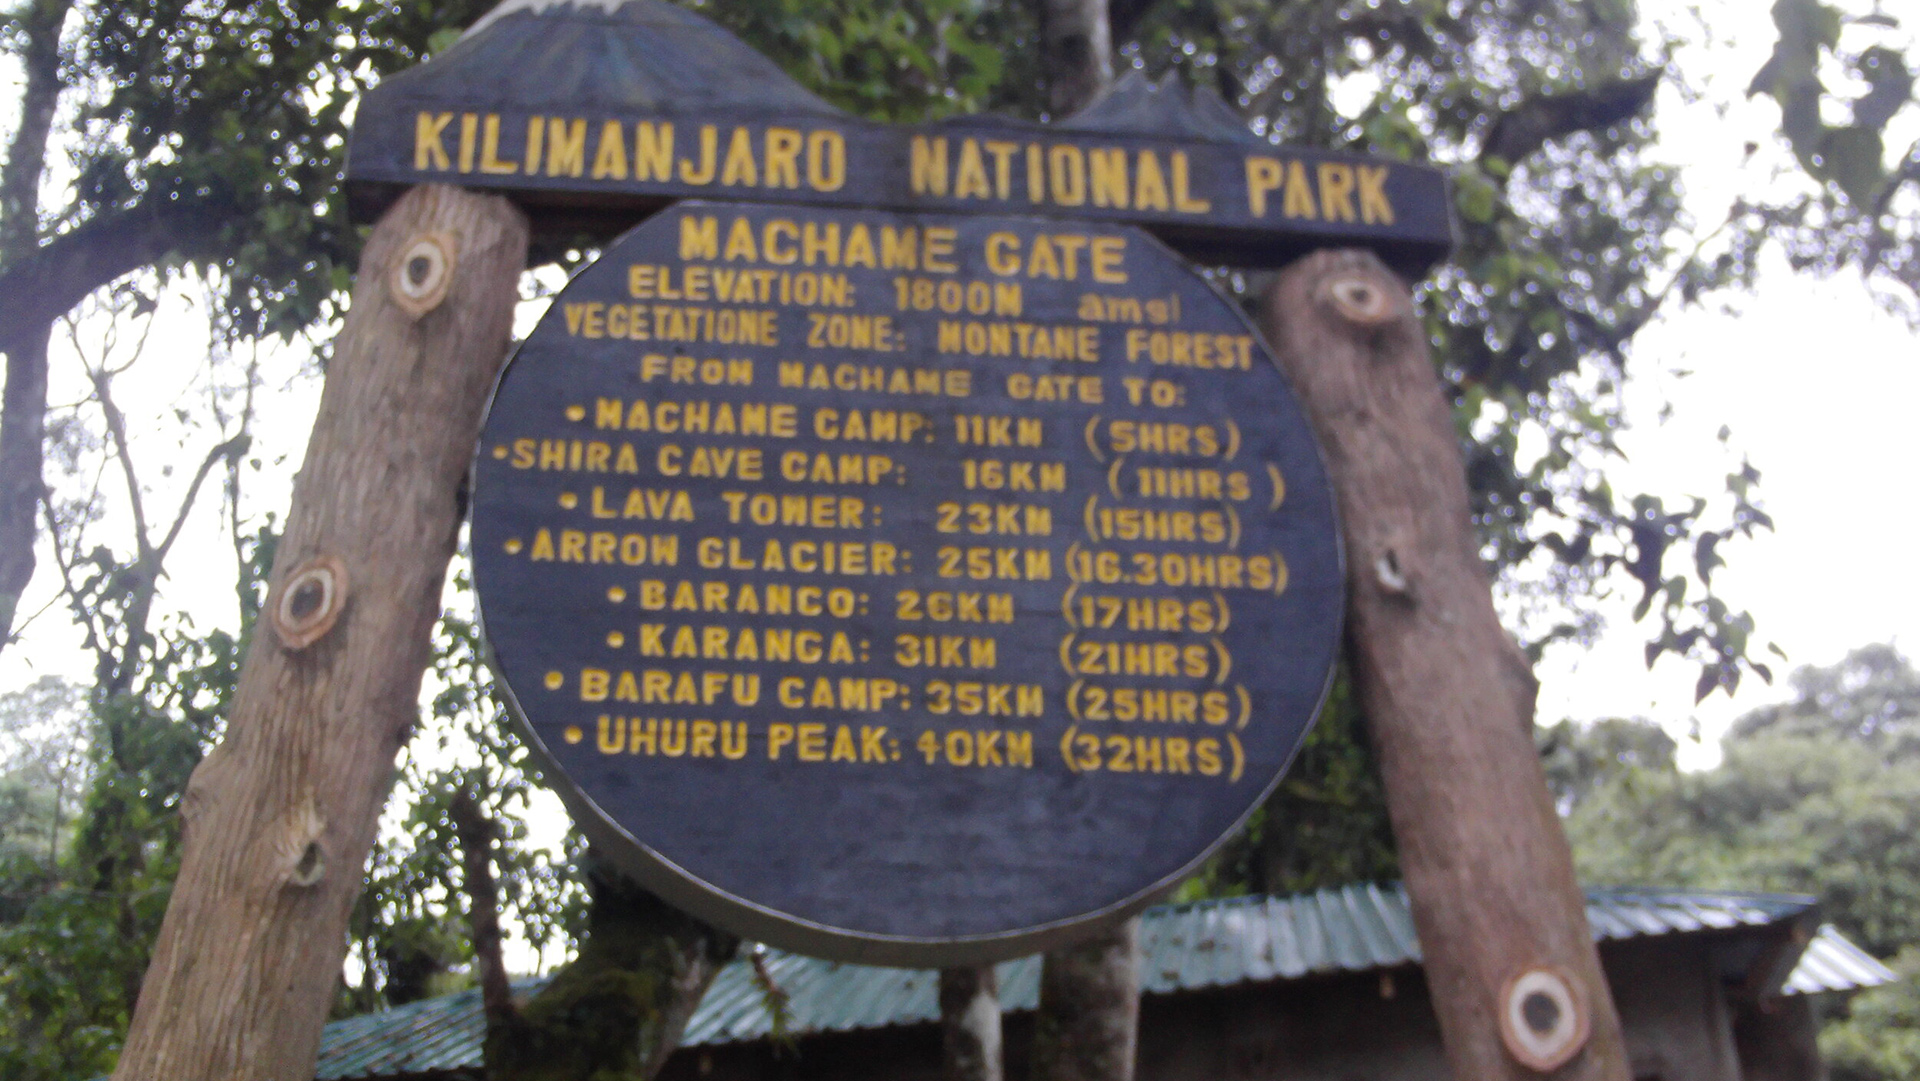 KILIMANJARO NATIONAL PARK
MACHAME GATE
ELEVATION: 1800M amsl
VEGETATIONE ZONE: MONTANE FOREST
FROM MACHAME GATE TO:
• MACHAME CAMP: 11KM (5HRS)
• SHIRA CAVE CAMP: 16KM (11HRS)
• LAVA TOWER: 23KM (15HRS)
• ARROW GLACIER: 25KM (16.30HRS)
• BARANCO: 26KM (17HRS)
• KARANGA: 31KM (21HRS)
• BARAFU CAMP: 35KM (25HRS)
• UHURU PEAK: 40KM (32HRS)